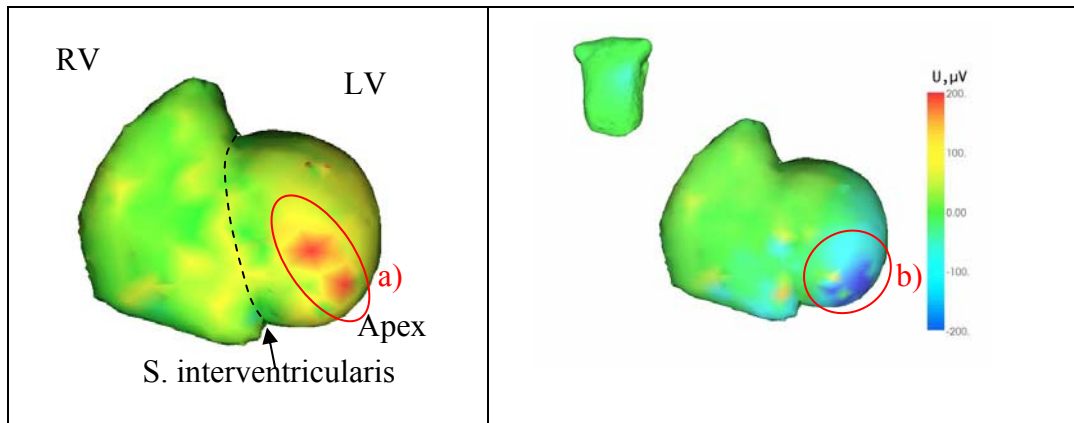 RV
LV
a)
Apex
S. interventricularis
U,µV
200.
100.
0.00
-100.
-200.
b)